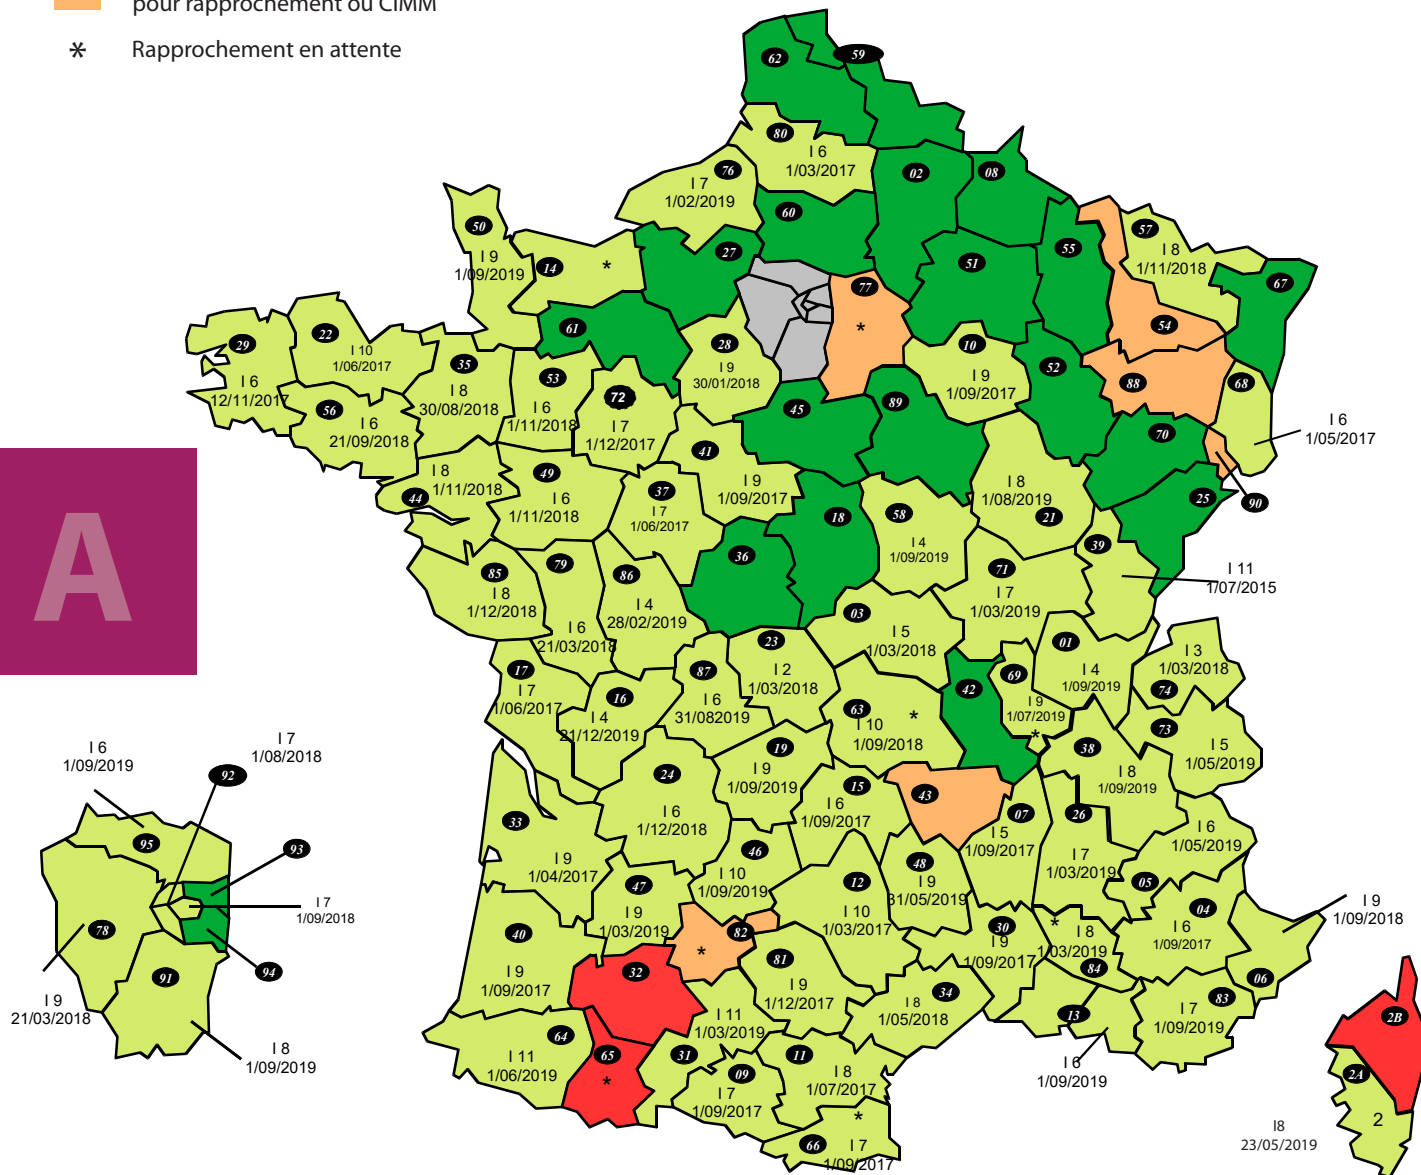 pour rapprochement ou CIMM
* Rapprochement en attente
62
59
80
I 6
1/03/2017
76
I 7
1/02/2019
02
08
60
50
I 9
1/09/2019
14
*
27
51
55
57
I 8
1/11/2018
67
77
*
61
54
29
I 6
12/11/2017
22
I 10
1/06/2017
28
I 9
30/01/2018
10
I 9
1/09/2017
52
88
68
I 6
1/05/2017
35
I 8
30/08/2018
53
I 6
1/11/2018
72
I 7
1/12/2017
56
I 6
21/09/2018
45
89
70
41
I 9
1/09/2017
44
I 8
1/11/2018
49
I 6
1/11/2018
37
I 7
1/06/2017
18
58
I 4
1/09/2019
I 8
1/08/2019
21
25
90
A
36
39
I 11
1/07/2015
85
I 8
1/12/2018
79
I 6
21/03/2018
86
I 4
28/02/2019
71
I 7
1/03/2019
03
I 5
1/03/2018
23
I 2
1/03/2018
01
I 4
1/09/2019
I 3
1/03/2018
74
17
I 7
1/06/2017
16
I 4
21/12/2019
87
I 6
31/082019
42
69
I 9
1/07/2019
*
63
*
I 10
1/09/2018
73
I 5
1/05/2019
38
I 8
1/09/2019
19
I 9
1/09/2019
24
I 6
1/12/2018
15
I 6
1/09/2017
43
07
I 5
1/09/2017
26
I 7
1/03/2019
I 6
1/05/2019
05
33
I 9
1/04/2017
46
I 10
1/09/2019
47
I 9
1/03/2019
12
I 10
1/03/2017
48
I 9
31/05/2019
04
I 6
1/09/2017
I 9
1/09/2018
06
40
I 9
1/09/2017
82
*
30
I 9
1/09/2017
*
I 8
1/03/2019
84
32
81
I 9
1/12/2017
34
I 8
1/05/2018
13
I 6
1/09/2019
83
I 7
1/09/2019
64
I 11
1/06/2019
65
*
31
I 11
1/03/2019
09
I 7
1/09/2017
11
I 8
1/07/2017
66
*
I 7
1/09/2017
2B
2A
2
I8
23/05/2019
I 6
1/09/2019
I 7
1/08/2018
92
95
93
I 7
1/09/2018
94
78
I 9
21/03/2018
91
I 8
1/09/2019